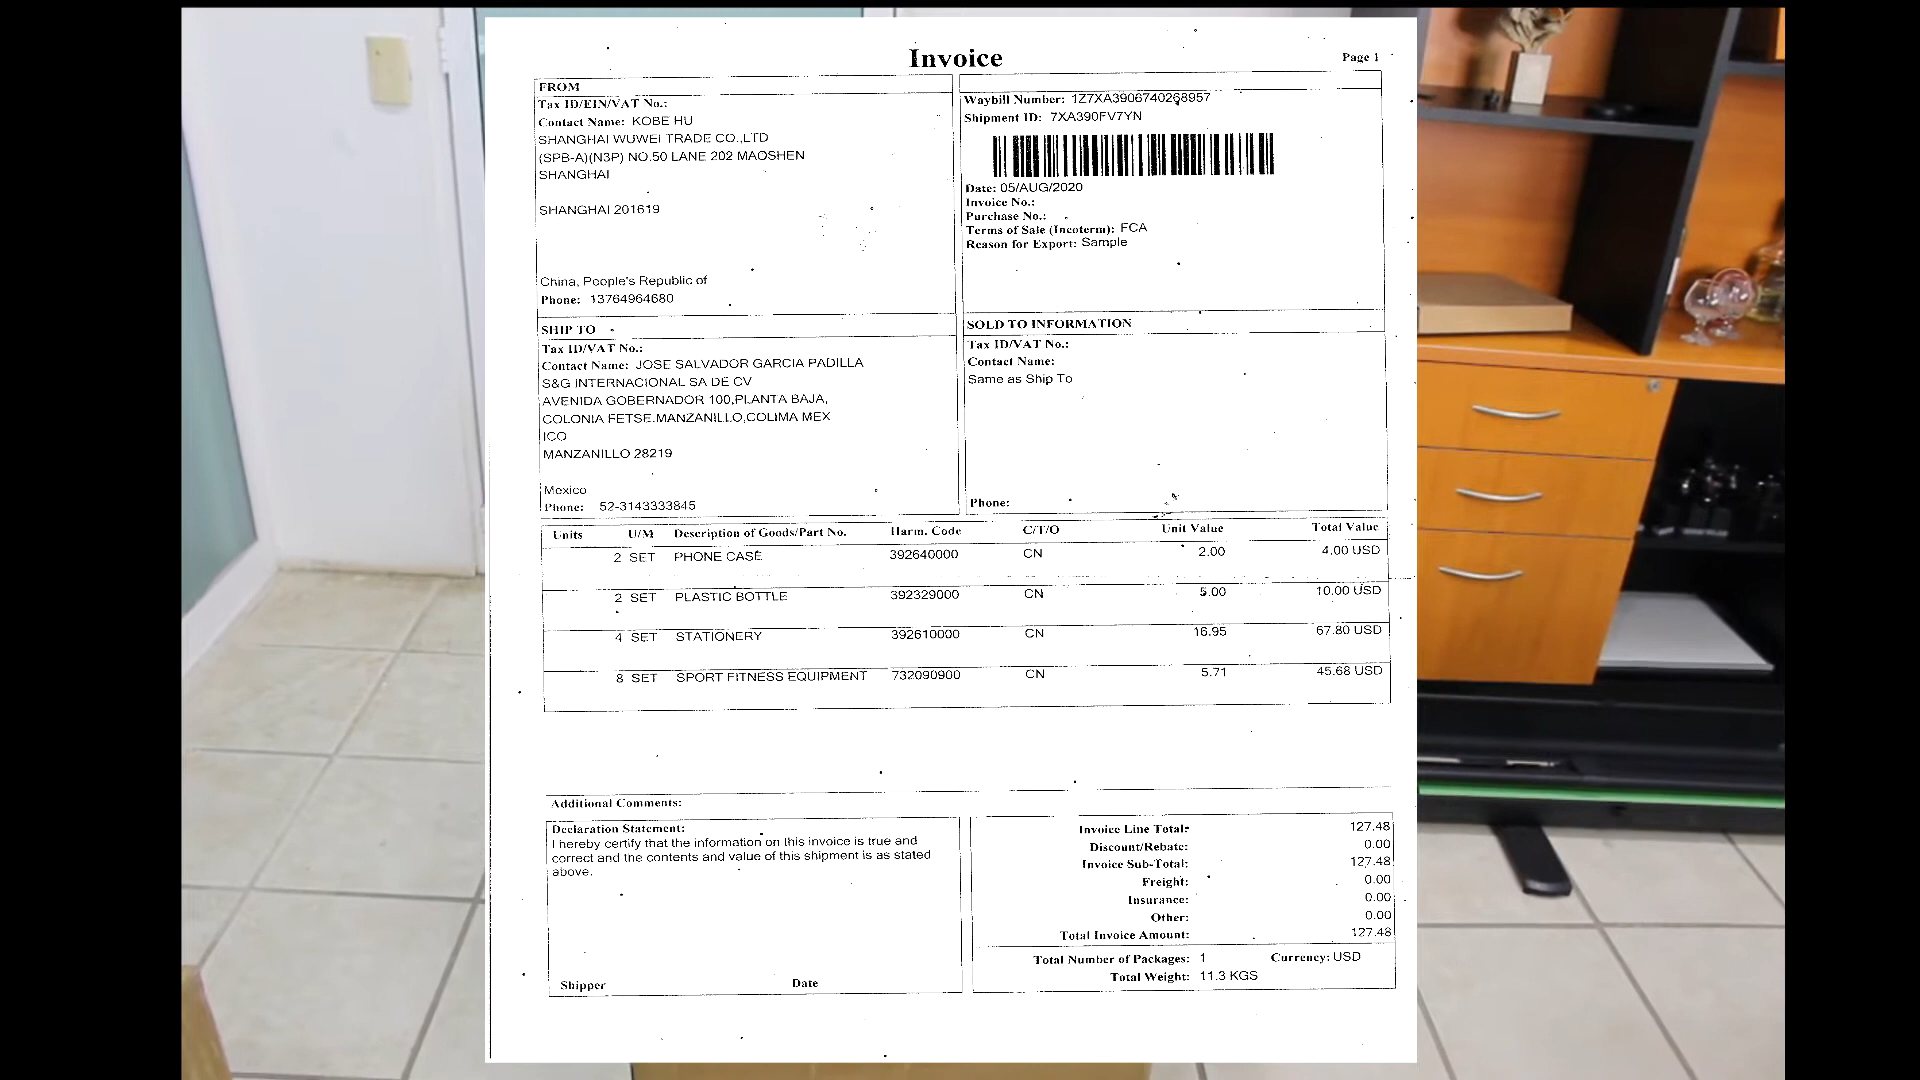 Invoice
Page 1
FROM
Tax ID/EIN/VAT No.:
Contact Name: KOBE HU
SHANGHAI WUWEI TRADE CO.,LTD
(SPB-A)(N3P) NO.50 LANE 202 MAOSHEN
SHANGHAI
SHANGHAI 201619
China, People's Republic of
Phone: 13764964680
Waybill Number: 1Z7XA3906740268957
Shipment ID: 7XA390FV7YN
Date: 05/AUG/2020
Invoice No.:
Purchase No.:
Terms of Sale (Incoterm): FCA
Reason for Export: Sample
SHIP TO
Tax ID/VAT No.:
Contact Name: JOSE SALVADOR GARCIA PADILLA
S&G INTERNACIONAL SA DE CV
AVENIDA GOBERNADOR 100,PLANTA BAJA,
COLONIA FETSE.MANZANILLO,COLIMA MEX
ICO
MANZANILLO 28219
Mexico
Phone: 52-3143333845
SOLD TO INFORMATION
Tax ID/VAT No.:
Contact Name:
Same as Ship To
Phone:
Units U/M Description of Goods/Part No. Harm. Code C/T/O Unit Value Total Value
2 SET PHONE CASE 392640000 CN 2.00 4.00 USD
2 SET PLASTIC BOTTLE 392329000 CN 5.00 10.00 USD
4 SET STATIONERY 392610000 CN 16.95 67.80 USD
8 SET SPORT FITNESS EQUIPMENT 732090900 CN 5.71 45.68 USD
Additional Comments:
Declaration Statement:
I hereby certify that the information on this invoice is true and
correct and the contents and value of this shipment is as stated
above.
Shipper Date
Invoice Line Total: 127.48
Discount/Rebate: 0.00
Invoice Sub-Total: 127.48
Freight: 0.00
Insurance: 0.00
Other: 0.00
Total Invoice Amount: 127.48
Total Number of Packages: 1 Currency: USD
Total Weight: 11.3 KGS